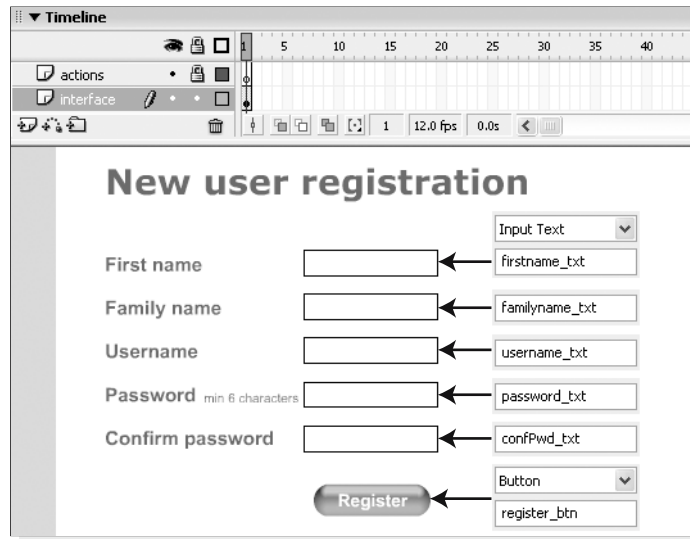 Timeline
1 5 10 15 20 25 30 35 40
actions
interface
1 12.0 fps 0.0s
New user registration
Input Text
First name firstname_txt
Family name familyname_txt
Username username_txt
Password min 6 characters password_txt
Confirm password confPwd_txt
Button
Register register_btn